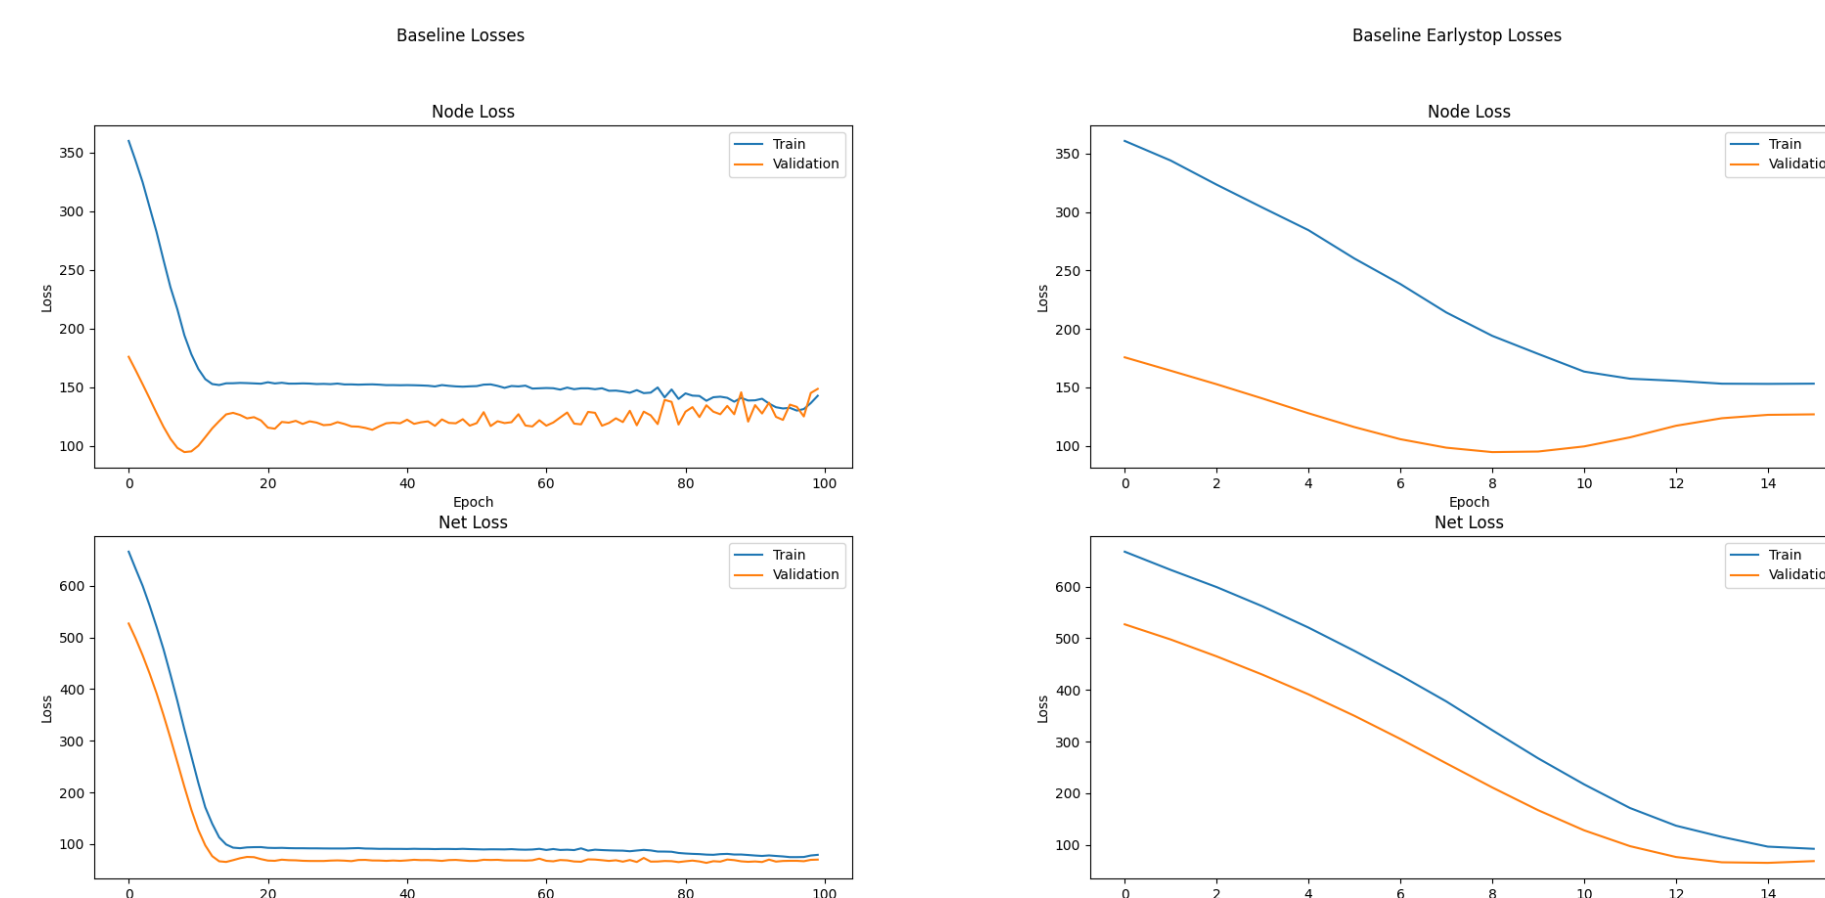 Baseline Losses
Baseline Earlystop Losses
Node Loss
Train
Validation
350
300
250
200
150
100
Loss
0 20 40 60 80 100
Epoch
Net Loss
Train
Validation
600
500
400
300
200
100
Loss
0 20 40 60 80 100
Node Loss
Train
Validatio
350
300
250
200
150
100
Loss
0 2 4 6 8 10 12 14
Epoch
Net Loss
Train
Validatio
600
500
400
300
200
100
Loss
0 2 4 6 8 10 12 14